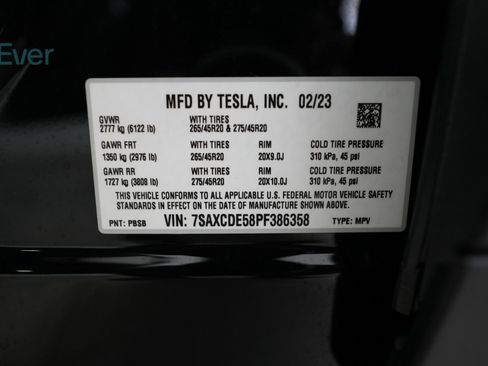 Ever
MFD BY TESLA, INC. 02/23
GVWR WITH TIRES
2777 kg (6122 lb) 265/45R20 & 275/45R20
GAWR FRT WITH TIRES RIM COLD TIRE PRESSURE
1350 kg (2976 lb) 265/45R20 20X9.0J 310 kPa, 45 psi
GAWR RR WITH TIRES RIM COLD TIRE PRESSURE
1727 kg (3808 lb) 275/45R20 20X10.0J 310 kPa, 45 psi
THIS VEHICLE CONFORMS TO ALL APPLICABLE U.S. FEDERAL MOTOR VEHICLE SAFETY
STANDARDS IN EFFECT ON THE DATE OF MANUFACTURE SHOWN ABOVE.
PNT: PBSB VIN: 7SAXCDE58PF386358 TYPE: MPV